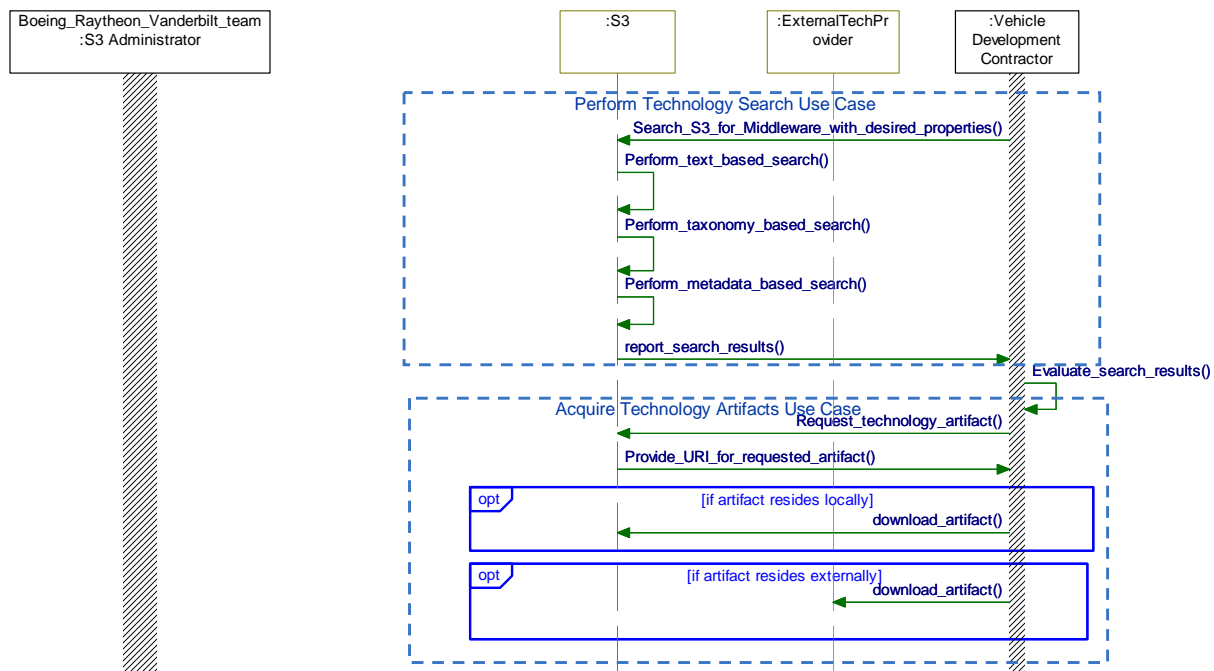 Boeing_Raytheon_Vanderbilt_team
:S3 Administrator
:S3
:ExternalTechPr
ovider
:Vehicle
Development
Contractor
Perform Technology Search Use Case
Search_S3_for_Middleware_with_desired_properties()
Perform_text_based_search()
Perform_taxonomy_based_search()
Perform_metadata_based_search()
report_search_results()
Evaluate_search_results()
Acquire Technology Artifacts Use Case
Request_technology_artifact()
Provide_URI_for_requested_artifact()
opt
[if artifact resides locally]
download_artifact()
opt
[if artifact resides externally]
download_artifact()